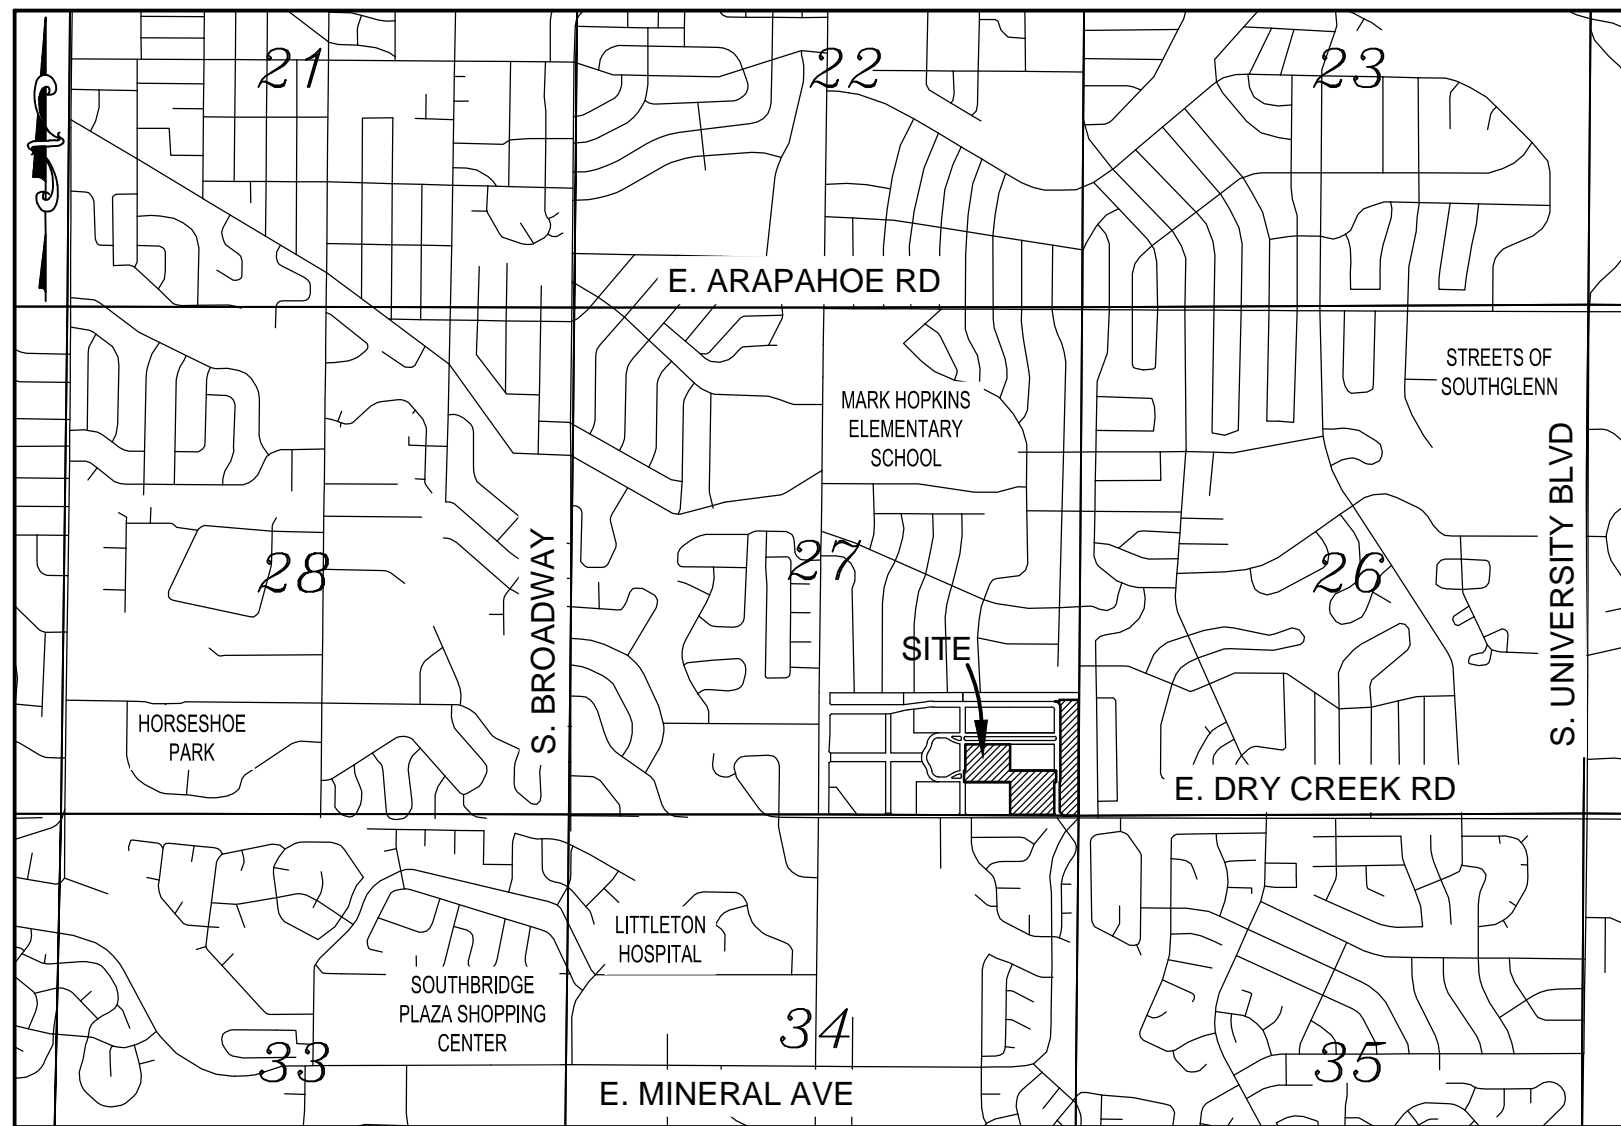 21
22
23
E. ARAPAHOE RD
STREETS OF
SOUTHGLENN
MARK HOPKINS
ELEMENTARY
SCHOOL
S. BROADWAY
S. UNIVERSITY BLVD
28
27
26
SITE
HORSESHOE
PARK
E. DRY CREEK RD
LITTLETON
HOSPITAL
SOUTHBRIDGE
PLAZA SHOPPING
CENTER
33
34
35
E. MINERAL AVE